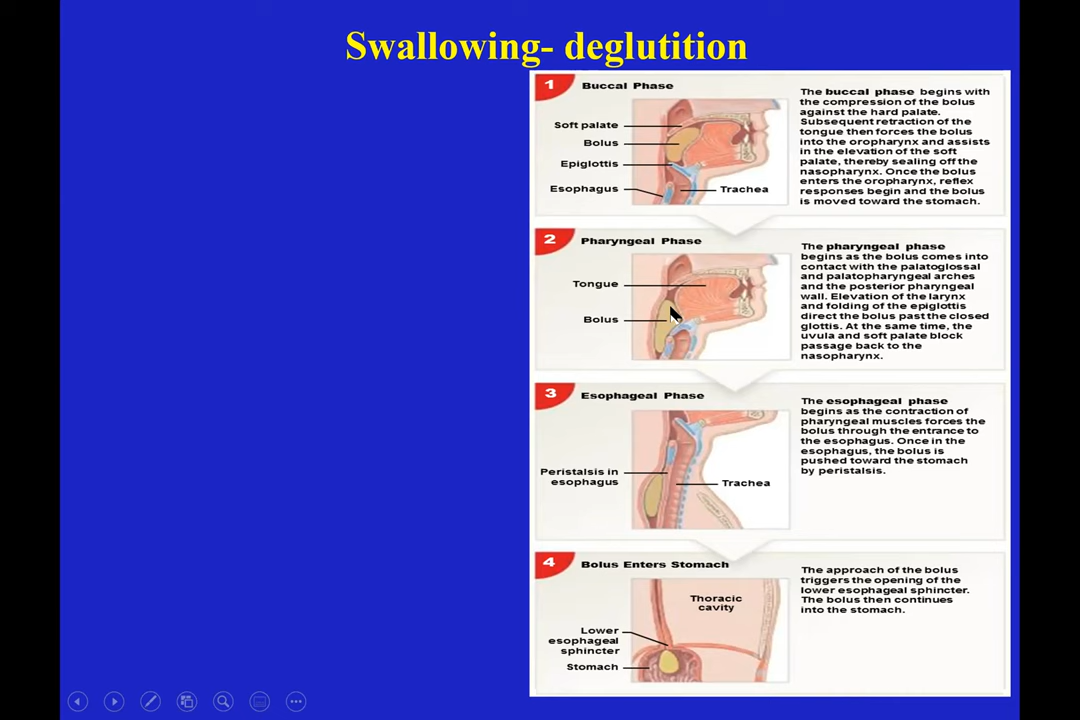 Swallowing- deglutition
1 Buccal Phase
Soft palate
Bolus
Epiglottis
Esophagus
Trachea
The buccal phase begins with
the compression of the bolus
against the hard palate.
Subsequent retraction of the
tongue then forces the bolus
into the oropharynx and assists
in the elevation of the soft
palate, thereby sealing off the
nasopharynx. Once the bolus
enters the oropharynx, reflex
responses begin and the bolus
is moved toward the stomach.
2 Pharyngeal Phase
Tongue
Bolus
The pharyngeal phase
begins as the bolus comes into
contact with the palatoglossal
and palatopharyngeal arches
and the posterior pharyngeal
wall. Elevation of the larynx
and folding of the epiglottis
direct the bolus past the closed
glottis. At the same time, the
uvula and soft palate block
passage back to the
nasopharynx.
3 Esophageal Phase
Peristalsis in
esophagus
Trachea
The esophageal phase
begins as the contraction of
pharyngeal muscles forces the
bolus through the entrance to
the esophagus. Once in the
esophagus, the bolus is
pushed toward the stomach
by peristalsis.
4 Bolus Enters Stomach
Thoracic
cavity
Lower
esophageal
sphincter
Stomach
The approach of the bolus
triggers the opening of the
lower esophageal sphincter.
The bolus then continues
into the stomach.